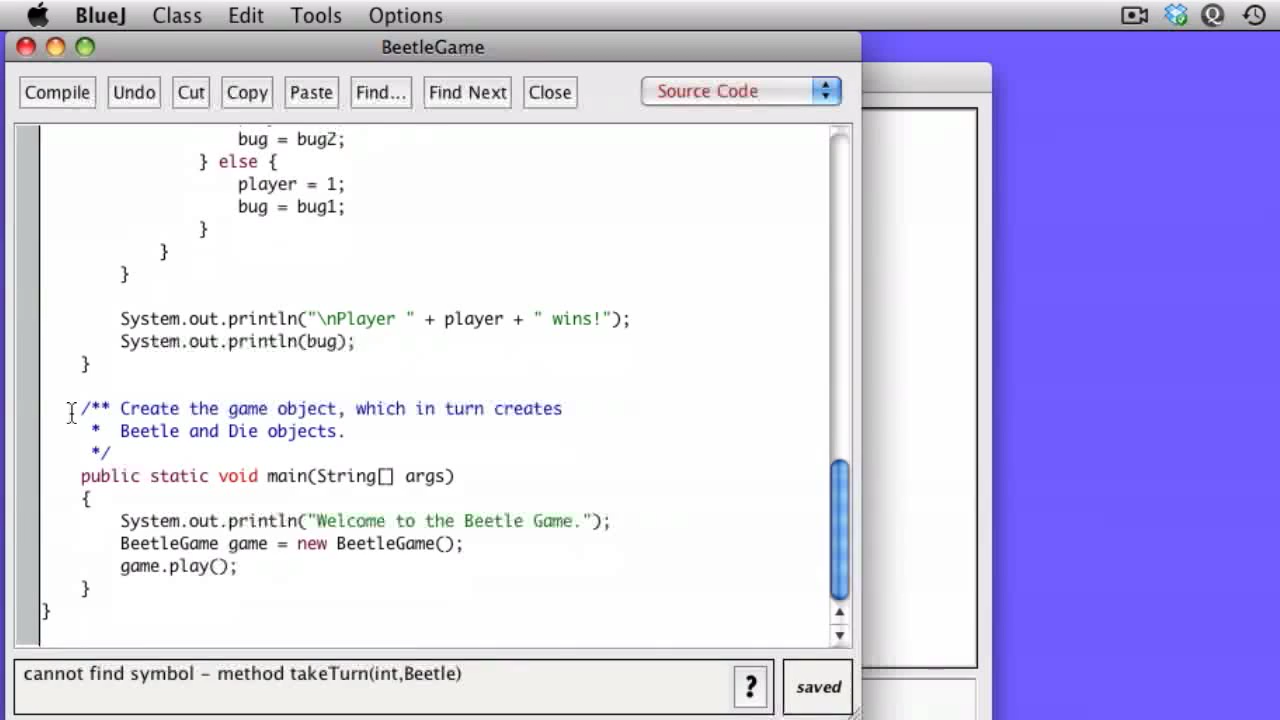 BlueJ Class Edit Tools Options
BeetleGame
Compile Undo Cut Copy Paste Find... Find Next Close Source Code
bug = bug2;
} else {
player = 1;
bug = bug1;
}
}
}
System.out.println("\nPlayer " + player + " wins!");
System.out.println(bug);
}
/** Create the game object, which in turn creates
* Beetle and Die objects.
*/
public static void main(String[] args)
{
System.out.println("Welcome to the Beetle Game.");
BeetleGame game = new BeetleGame();
game.play();
}
}
cannot find symbol - method takeTurn(int,Beetle)
?
saved